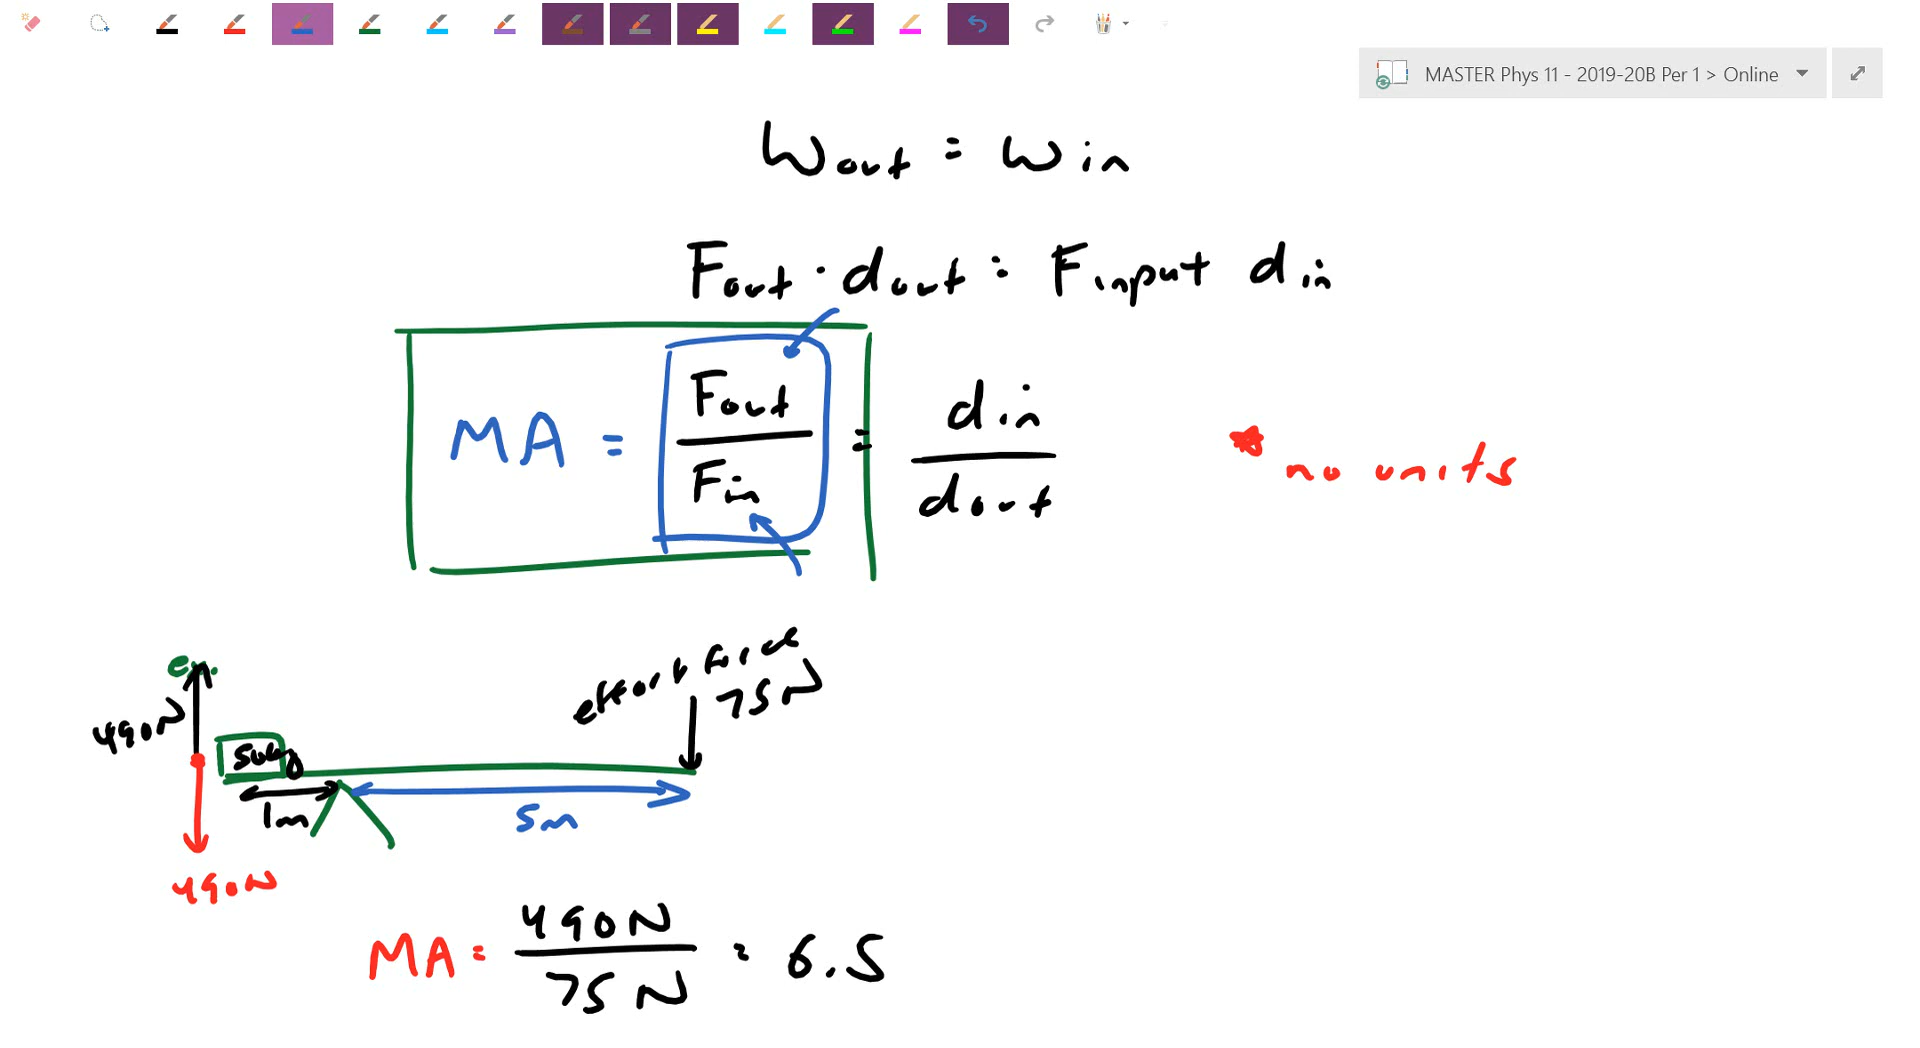 MASTER Phys 11 - 2019-20B Per 1 > Online
Wout = Win
Fout · dout = Finput din
MA = Fout / Fin = din / dout
* no units
ex.
490N
50kg
effort force
75N
1m
5m
490N
MA = 490N / 75N = 6.5